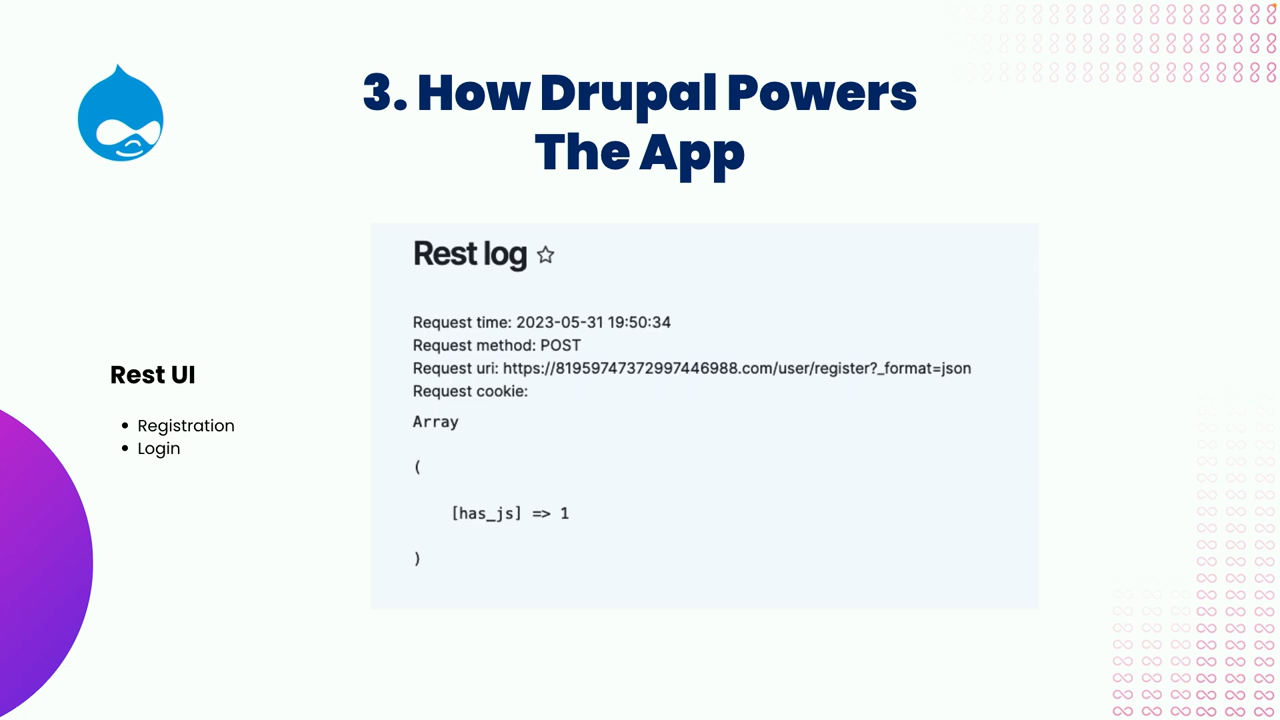 3. How Drupal Powers
The App
Rest UI
• Registration
• Login
Rest log ☆
Request time: 2023-05-31 19:50:34
Request method: POST
Request uri: https://81959747372997446988.com/user/register?_format=json
Request cookie:
Array
(
[has_js] => 1
)